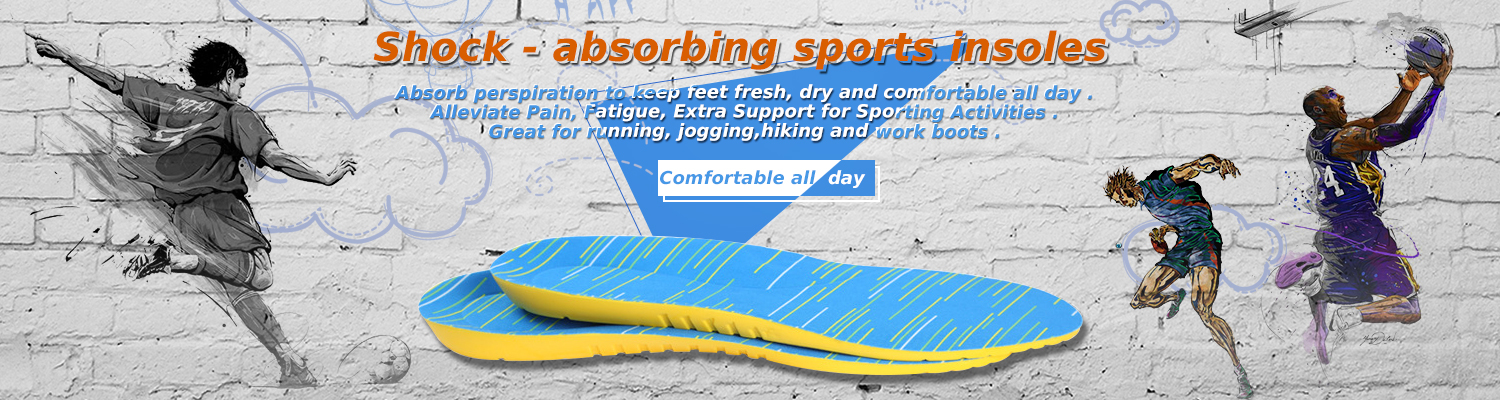 Shock - absorbing sports insoles
Absorb perspiration to keep feet fresh, dry and comfortable all day .
Alleviate Pain, Fatigue, Extra Support for Sporting Activities .
Great for running, jogging,hiking and work boots .
Comfortable all day
24